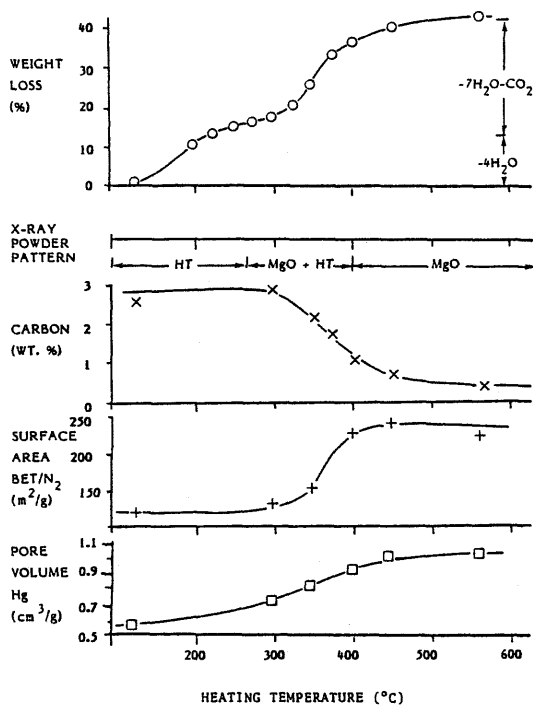 WEIGHT
LOSS
(%)
40
30
20
10
0
-7H₂O-CO₂
-4H₂O
X-RAY
POWDER
PATTERN
HT
MgO + HT
MgO
CARBON
(WT. %)
3
2
1
0
SURFACE
AREA
BET/N₂
(m²/g)
250
200
150
PORE
VOLUME
Hg
(cm³/g)
1.1
0.9
0.7
0.5
200 300 400 500 600
HEATING TEMPERATURE (°C)